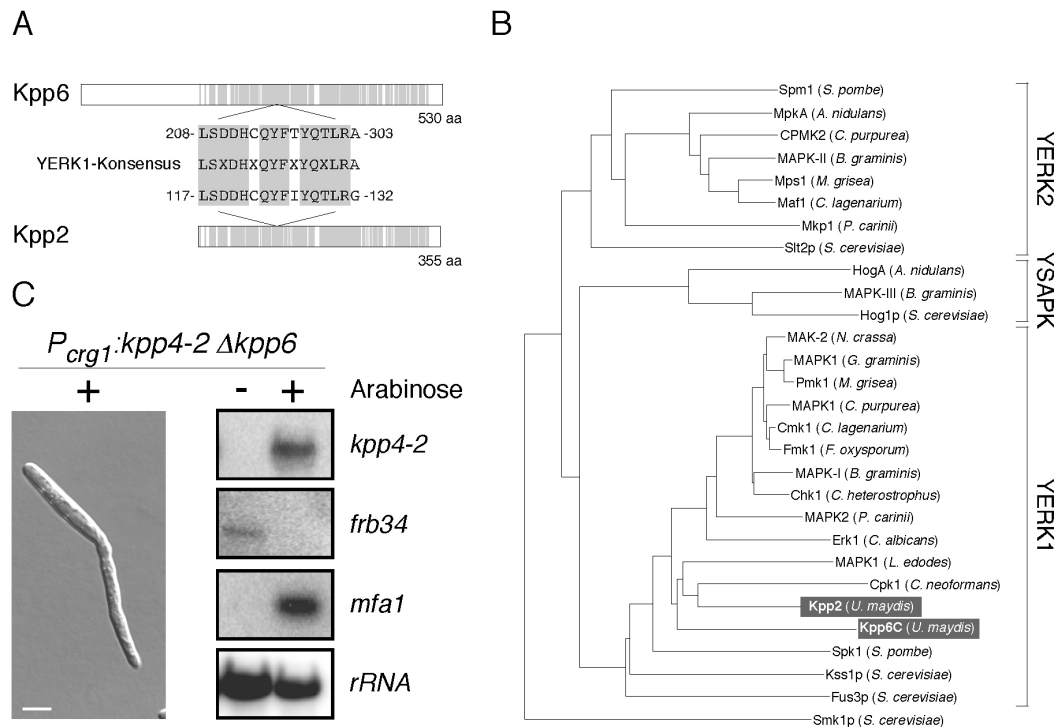 A
Kpp6
530 aa
208- LSDDHCQYFTYQTLRA -303
YERK1-Konsensus LSXDHXQYFXYQXLRA
117- LSDDHCQYFIYQTLRG -132
Kpp2
355 aa
C
Pcrg1:kpp4-2 Δkpp6
+
- + Arabinose
kpp4-2
frb34
mfa1
rRNA
B
Spm1 (S. pombe)
MpkA (A. nidulans)
CPMK2 (C. purpurea)
MAPK-II (B. graminis)
Mps1 (M. grisea)
Maf1 (C. lagenarium)
Mkp1 (P. carinii)
Slt2p (S. cerevisiae)
YERK2
HogA (A. nidulans)
MAPK-III (B. graminis)
Hog1p (S. cerevisiae)
YSAPK
MAK-2 (N. crassa)
MAPK1 (G. graminis)
Pmk1 (M. grisea)
MAPK1 (C. purpurea)
Cmk1 (C. lagenarium)
Fmk1 (F. oxysporum)
MAPK-I (B. graminis)
Chk1 (C. heterostrophus)
MAPK2 (P. carinii)
Erk1 (C. albicans)
MAPK1 (L. edodes)
Cpk1 (C. neoformans)
Kpp2 (U. maydis)
Kpp6C (U. maydis)
Spk1 (S. pombe)
Kss1p (S. cerevisiae)
Fus3p (S. cerevisiae)
YERK1
Smk1p (S. cerevisiae)